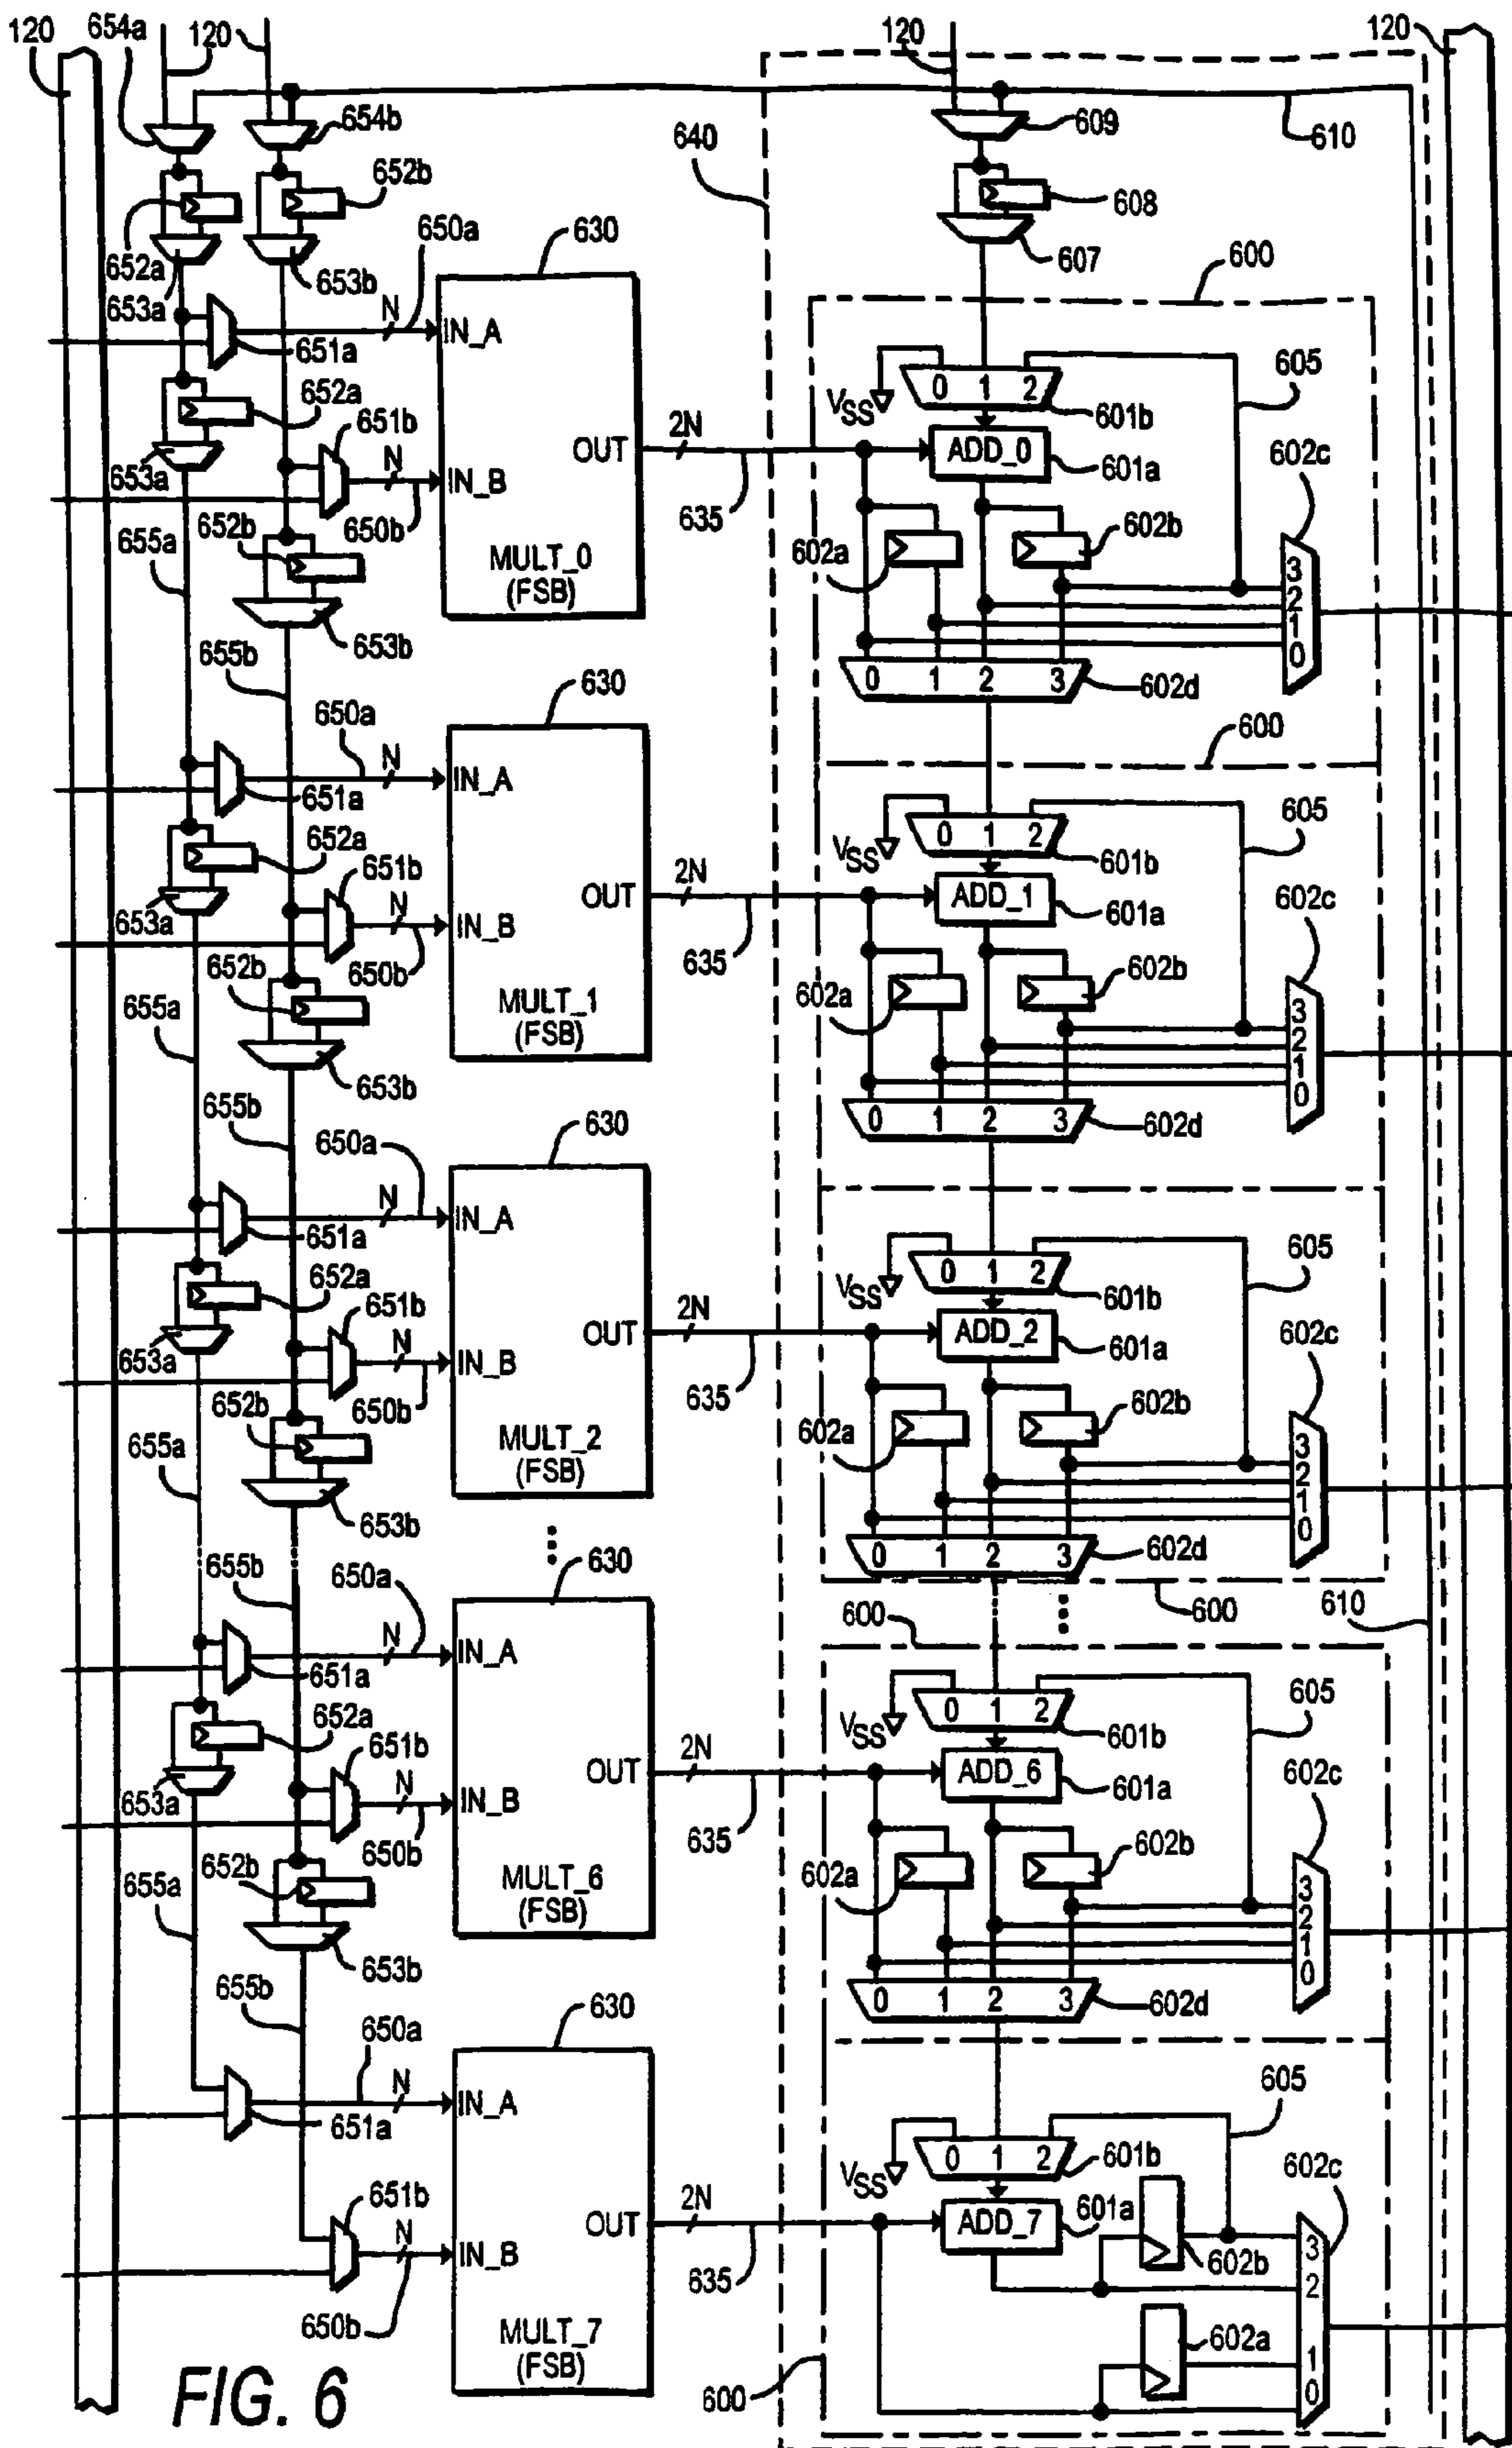 120
654a
120
120
120
654b
609
610
640
652b
608
652a
653b
650a
630
607
600
653a
N
IN_A
651a
0 1 2
605
652a
651b
VSS
601b
2N
OUT
ADD_0
601a
602c
653a
N
IN_B
650b
635
655a
652b
MULT_0
(FSB)
602a
602b
3
2
1
0
653b
655b
0 1 2 3
602d
650a
630
600
N
IN_A
651a
0 1 2
605
652a
651b
VSS
601b
2N
OUT
ADD_1
601a
602c
653a
N
IN_B
650b
635
652b
655a
MULT_1
(FSB)
602a
602b
3
2
1
0
653b
655b
0 1 2 3
602d
650a
630
N
IN_A
651a
0 1 2
605
652a
651b
VSS
601b
2N
OUT
ADD_2
601a
602c
653a
N
IN_B
650b
635
652b
655a
MULT_2
(FSB)
602a
602b
3
2
1
0
653b
0 1 2 3
602d
655b
650a
630
600
600
610
N
IN_A
651a
0 1 2
605
652a
651b
VSS
601b
2N
OUT
ADD_6
601a
602c
653a
N
IN_B
650b
635
652b
655a
MULT_6
(FSB)
602a
602b
3
2
1
0
653b
655b
0 1 2 3
602d
650a
630
N
IN_A
651a
605
0 1 2
601b
VSS
602c
651b
2N
OUT
ADD_7
601a
N
IN_B
635
602b
3
2
650b
MULT_7
(FSB)
602a
1
0
600
FIG. 6